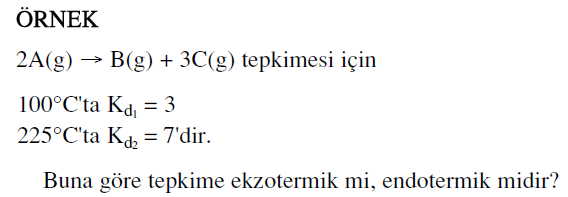 ÖRNEK
2A(g) → B(g) + 3C(g) tepkimesi için
100°C'ta Kd₁ = 3
225°C'ta Kd₂ = 7'dir.
Buna göre tepkime ekzotermik mi, endotermik midir?